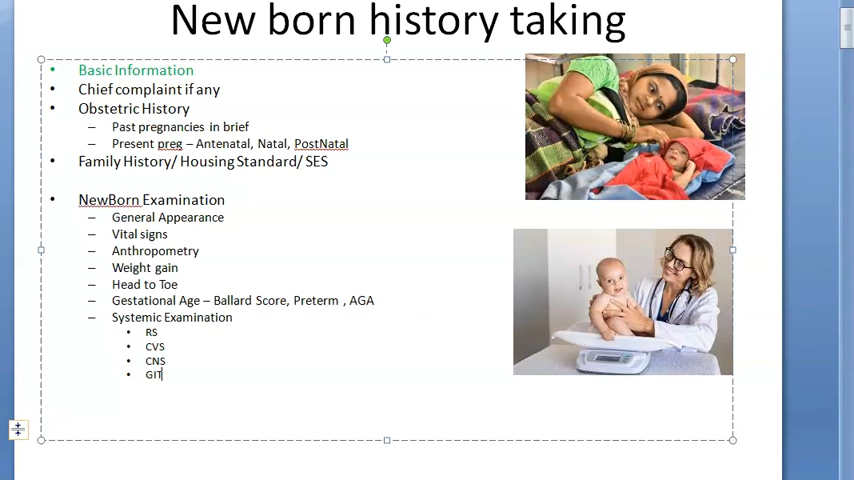 New born history taking
• Basic Information
• Chief complaint if any
• Obstetric History
– Past pregnancies in brief
– Present preg – Antenatal, Natal, PostNatal
• Family History/ Housing Standard/ SES
• NewBorn Examination
– General Appearance
– Vital signs
– Anthropometry
– Weight gain
– Head to Toe
– Gestational Age – Ballard Score, Preterm , AGA
– Systemic Examination
• RS
• CVS
• CNS
• GIT